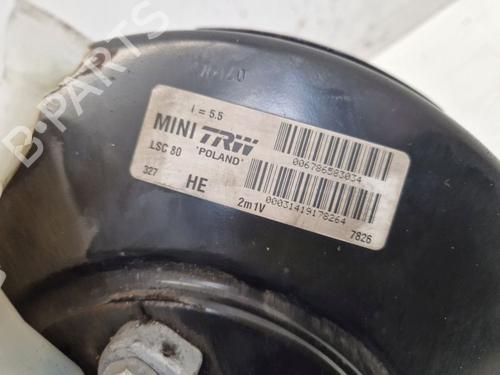 i = 5.5
MINI TRW
LSC 80 "POLAND"
006786583034
327 HE
00031419178264
2m1V
7826
B-PARTS